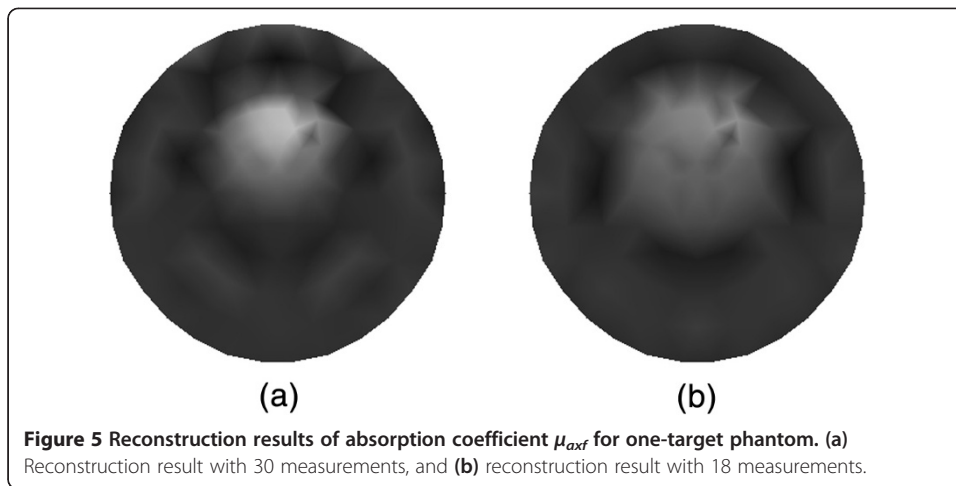 (a)
(b)
Figure 5 Reconstruction results of absorption coefficient μaxf for one-target phantom. (a)
Reconstruction result with 30 measurements, and (b) reconstruction result with 18 measurements.